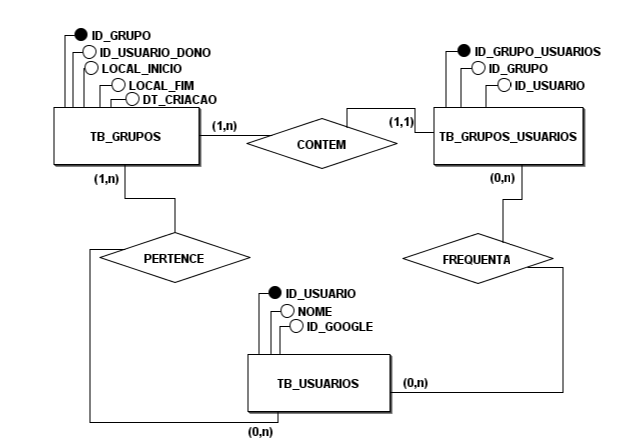 ID_GRUPO
ID_USUARIO_DONO
LOCAL_INICIO
LOCAL_FIM
DT_CRIACAO
TB_GRUPOS
(1,n)
CONTEM
(1,1)
ID_GRUPO_USUARIOS
ID_GRUPO
ID_USUARIO
TB_GRUPOS_USUARIOS
(1,n)
(0,n)
PERTENCE
FREQUENTA
ID_USUARIO
NOME
ID_GOOGLE
TB_USUARIOS
(0,n)
(0,n)